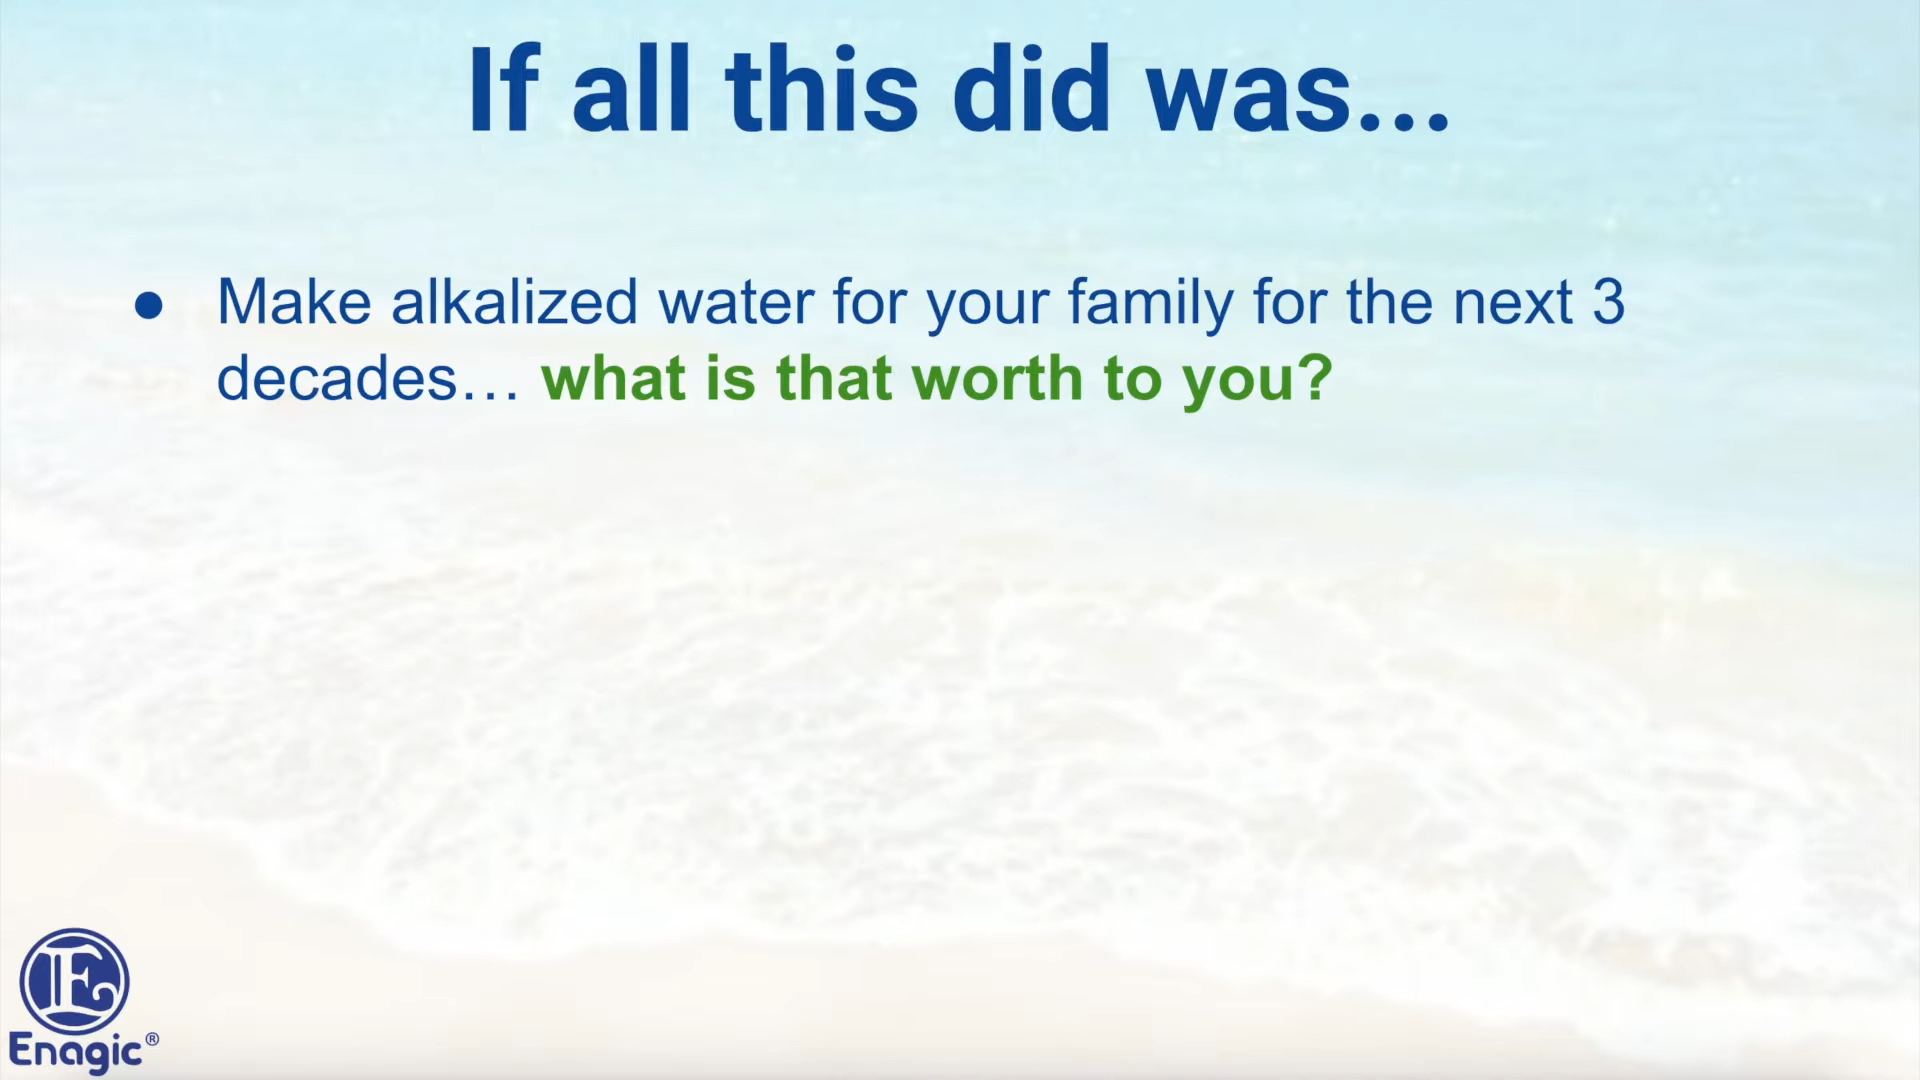 If all this did was...
● Make alkalized water for your family for the next 3
decades… what is that worth to you?
E
Enagic®